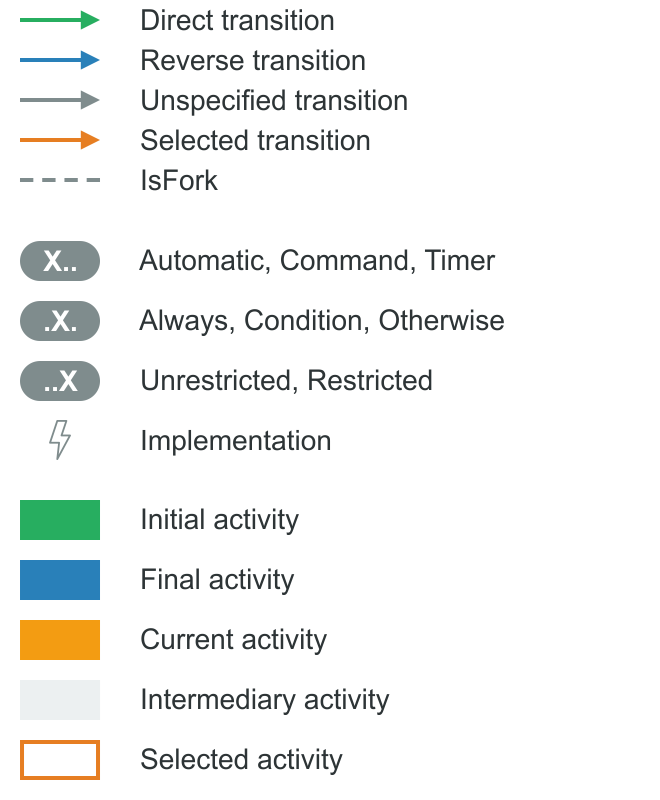 Direct transition
Reverse transition
Unspecified transition
Selected transition
IsFork
X.. Automatic, Command, Timer
.X. Always, Condition, Otherwise
..X Unrestricted, Restricted
Implementation
Initial activity
Final activity
Current activity
Intermediary activity
Selected activity